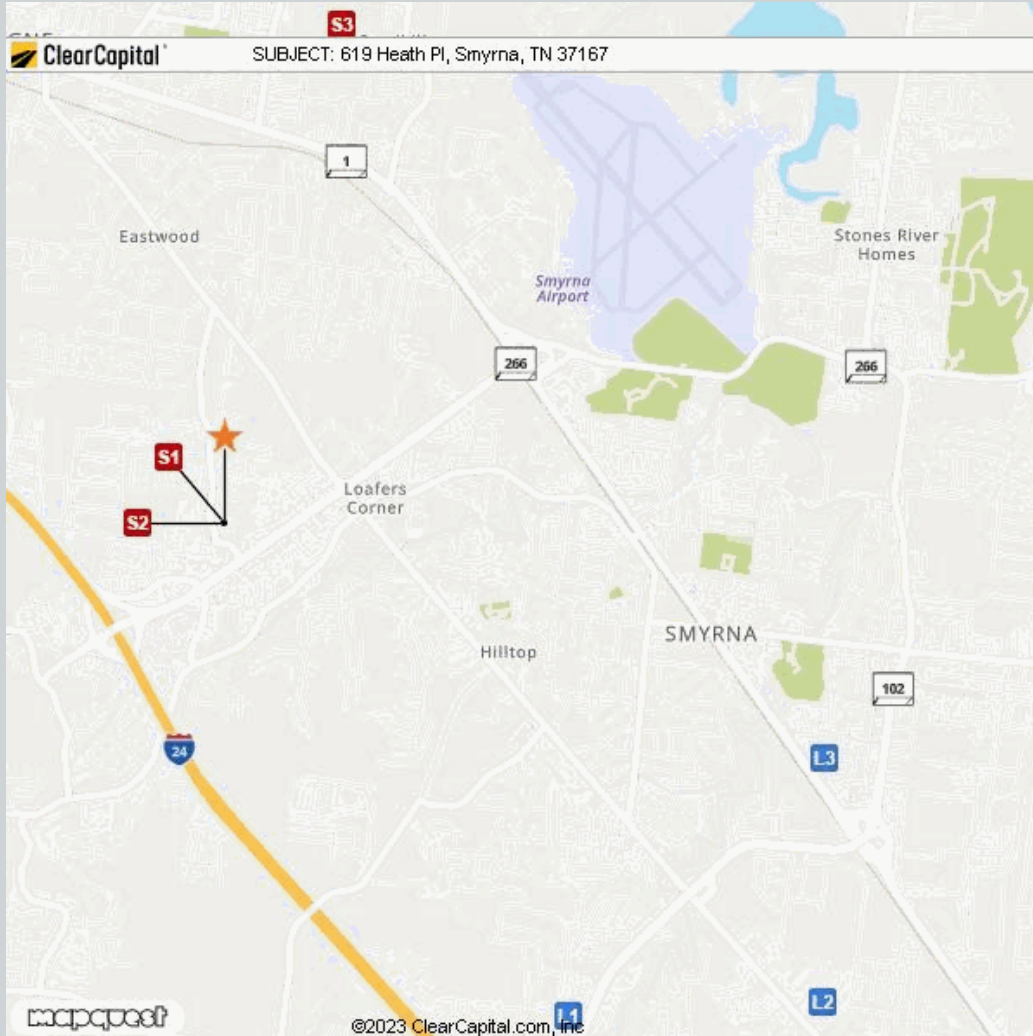 S3
ClearCapital
SUBJECT: 619 Heath Pl, Smyrna, TN 37167
1
Eastwood
Stones River
Homes
Smyrna
Airport
266
266
S1
Loafers
Corner
S2
SMYRNA
Hilltop
102
24
L3
L2
L1
mapquest
©2023 ClearCapital.com, Inc